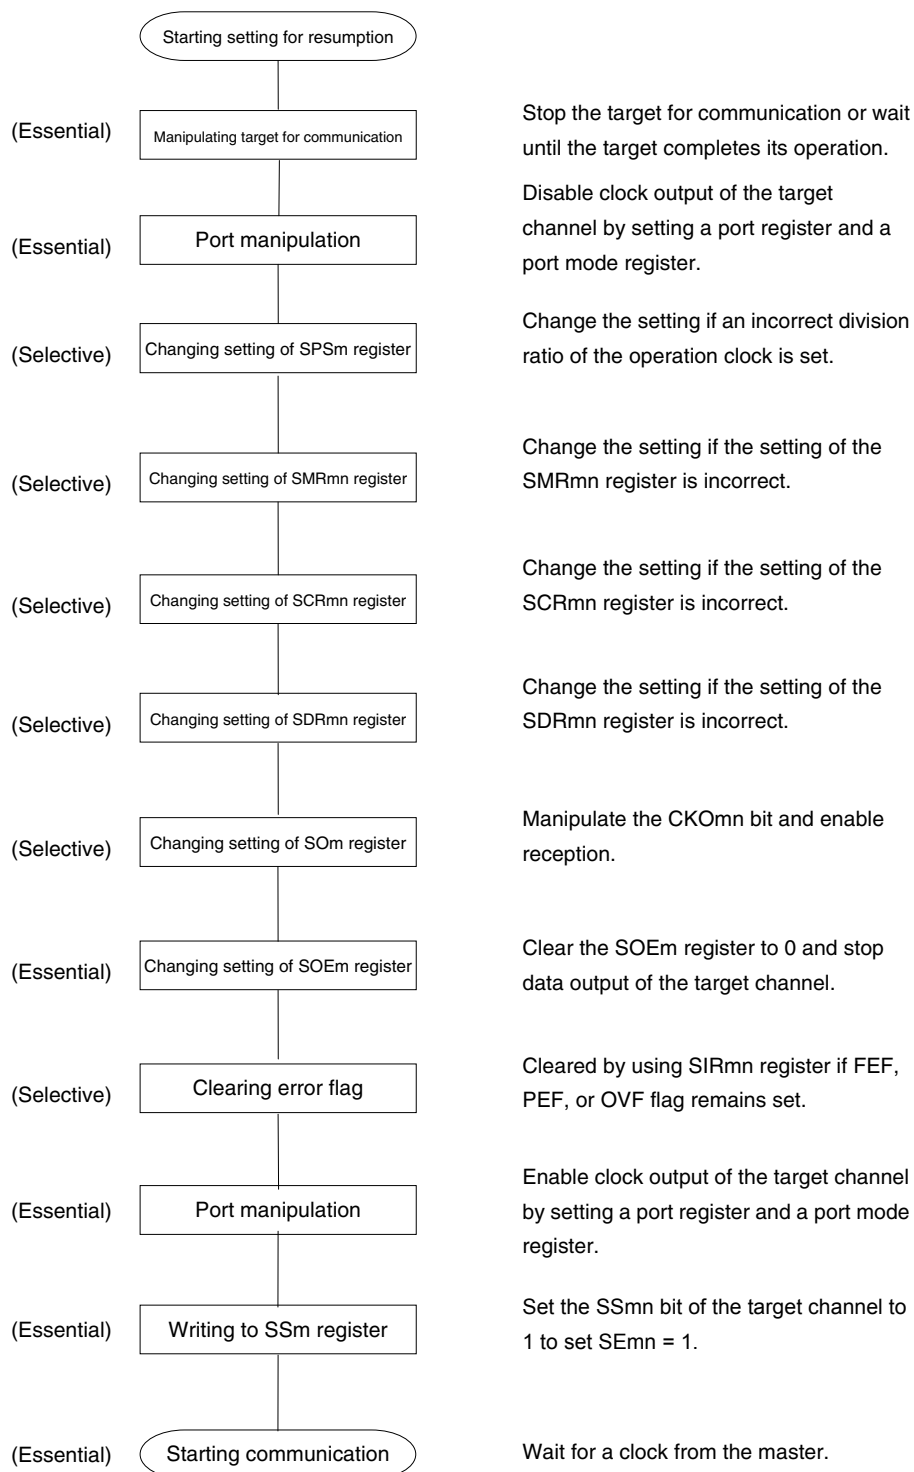 Starting setting for resumption
(Essential)
Manipulating target for communication
Stop the target for communication or wait
until the target completes its operation.
(Essential)
Port manipulation
Disable clock output of the target
channel by setting a port register and a
port mode register.
(Selective)
Changing setting of SPSm register
Change the setting if an incorrect division
ratio of the operation clock is set.
(Selective)
Changing setting of SMRmn register
Change the setting if the setting of the
SMRmn register is incorrect.
(Selective)
Changing setting of SCRmn register
Change the setting if the setting of the
SCRmn register is incorrect.
(Selective)
Changing setting of SDRmn register
Change the setting if the setting of the
SDRmn register is incorrect.
(Selective)
Changing setting of SOm register
Manipulate the CKOmn bit and enable
reception.
(Essential)
Changing setting of SOEm register
Clear the SOEm register to 0 and stop
data output of the target channel.
(Selective)
Clearing error flag
Cleared by using SIRmn register if FEF,
PEF, or OVF flag remains set.
(Essential)
Port manipulation
Enable clock output of the target channel
by setting a port register and a port mode
register.
(Essential)
Writing to SSm register
Set the SSmn bit of the target channel to
1 to set SEmn = 1.
(Essential)
Starting communication
Wait for a clock from the master.